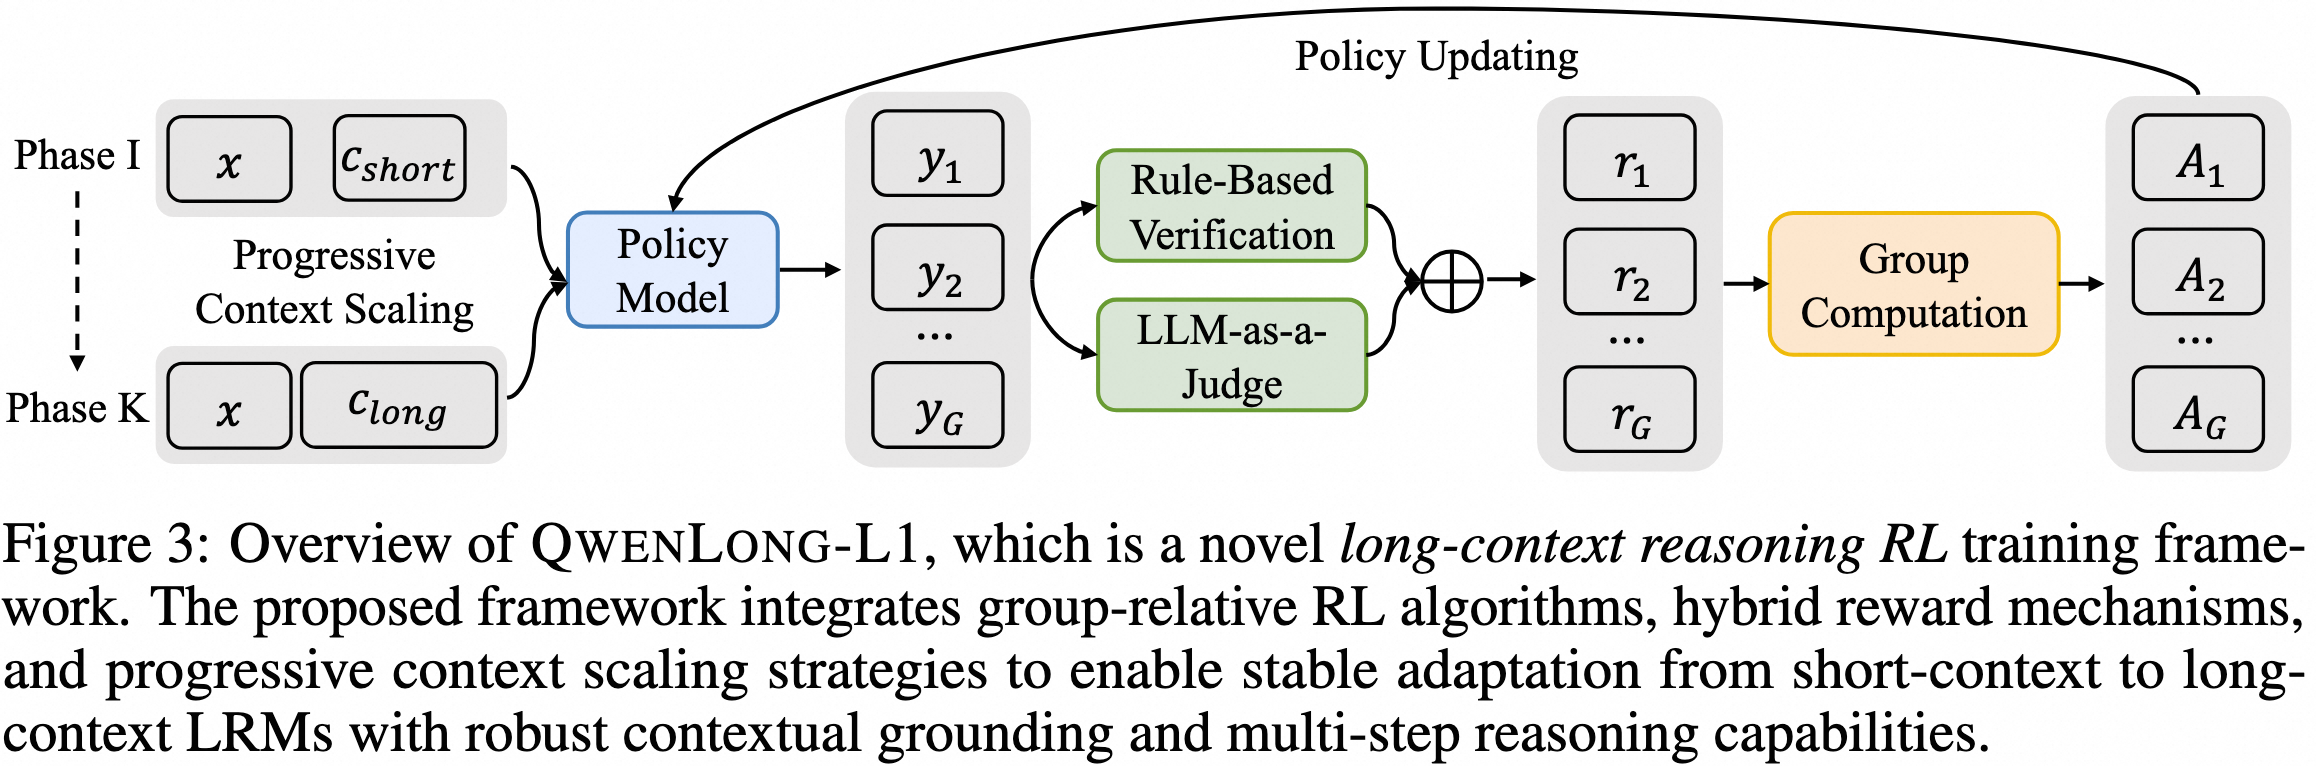 Policy Updating
Phase I
x
c_short
Progressive
Context Scaling
Phase K
x
c_long
Policy
Model
y_1
y_2
...
y_G
Rule-Based
Verification
LLM-as-a-
Judge
r_1
r_2
...
r_G
Group
Computation
A_1
A_2
...
A_G
Figure 3: Overview of QWENLONG-L1, which is a novel long-context reasoning RL training frame-
work. The proposed framework integrates group-relative RL algorithms, hybrid reward mechanisms,
and progressive context scaling strategies to enable stable adaptation from short-context to long-
context LRMs with robust contextual grounding and multi-step reasoning capabilities.